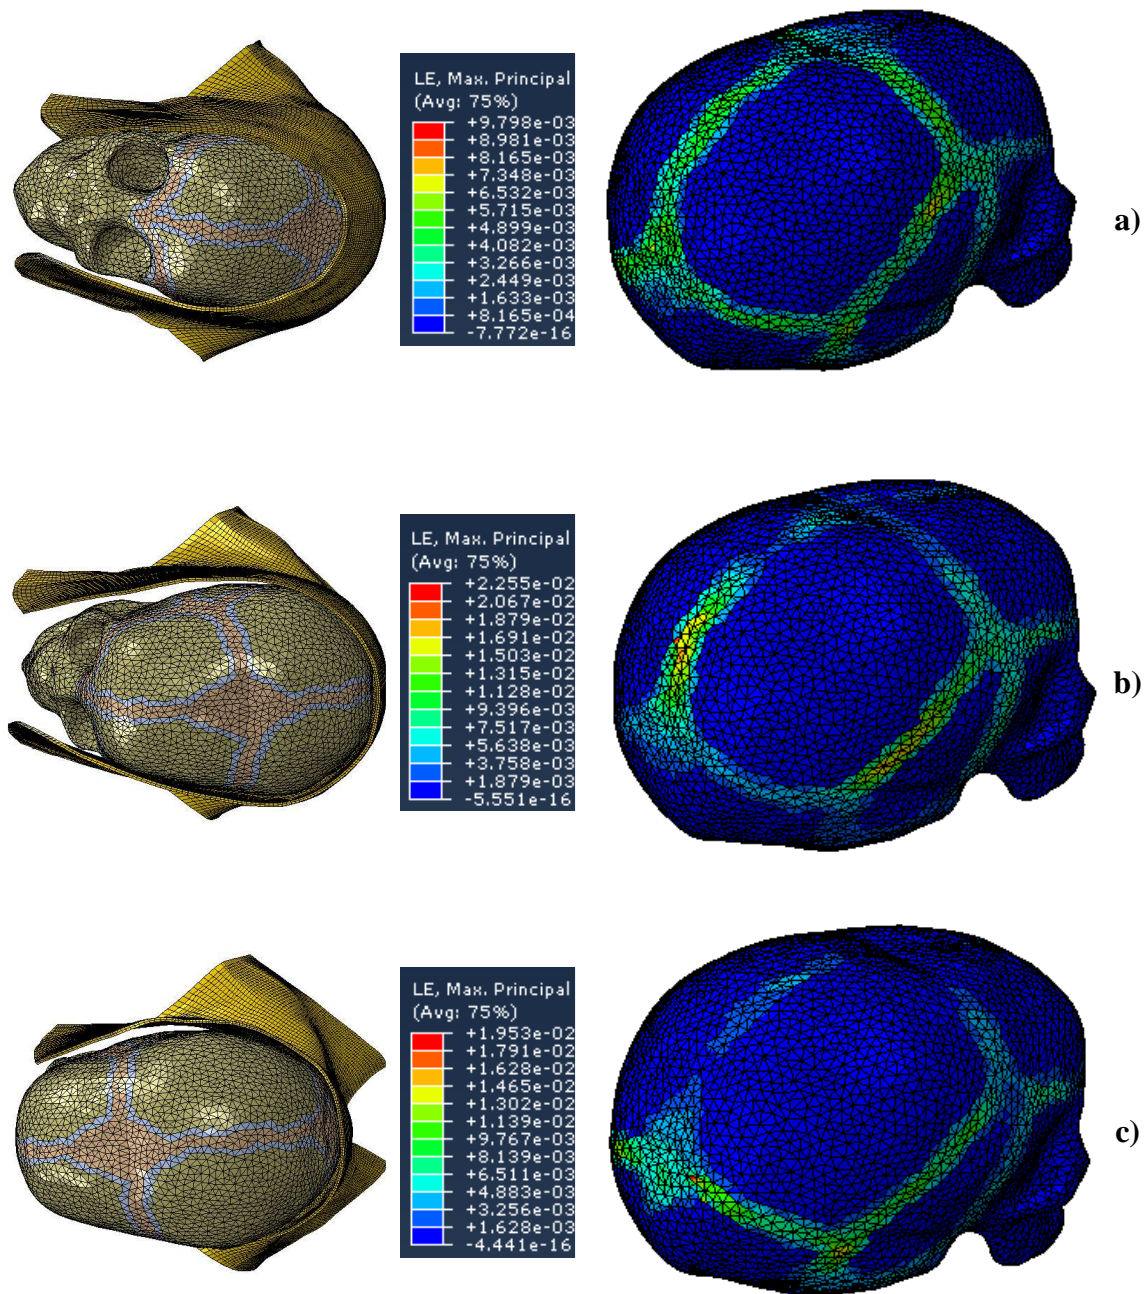 LE, Max. Principal
(Avg: 75%)
+9.798e-03
+8.981e-03
+8.165e-03
+7.348e-03
+6.532e-03
+5.715e-03
+4.899e-03
+4.082e-03
+3.266e-03
+2.449e-03
+1.633e-03
+8.165e-04
-7.772e-16
a)
LE, Max. Principal
(Avg: 75%)
+2.255e-02
+2.067e-02
+1.879e-02
+1.691e-02
+1.503e-02
+1.315e-02
+1.128e-02
+9.396e-03
+7.517e-03
+5.638e-03
+3.758e-03
+1.879e-03
-5.551e-16
b)
LE, Max. Principal
(Avg: 75%)
+1.953e-02
+1.791e-02
+1.628e-02
+1.465e-02
+1.302e-02
+1.139e-02
+9.767e-03
+8.139e-03
+6.511e-03
+4.883e-03
+3.256e-03
+1.628e-03
-4.441e-16
c)